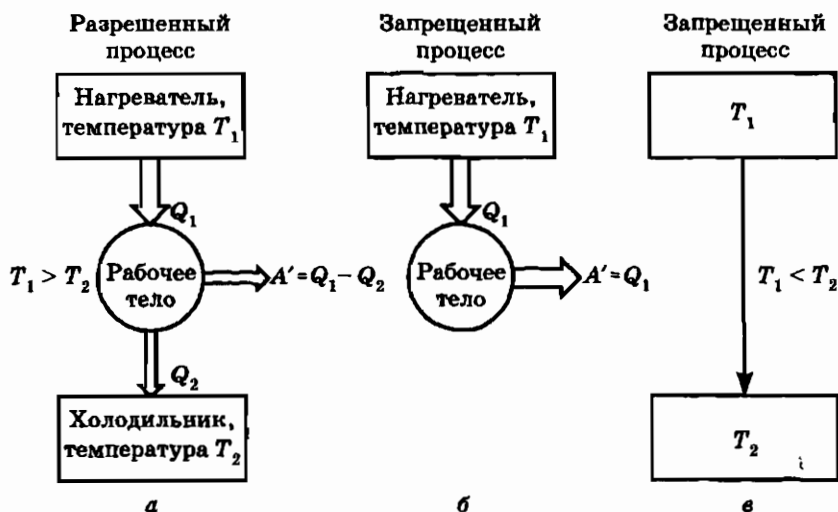 Разрешенный
процесс
Нагреватель,
температура T₁
Q₁
T₁ > T₂
Рабочее
тело
A′ = Q₁ – Q₂
Q₂
Холодильник,
температура T₂
а
Запрещенный
процесс
Нагреватель,
температура T₁
Q₁
Рабочее
тело
A′ = Q₁
б
Запрещенный
процесс
T₁
T₁ < T₂
T₂
в